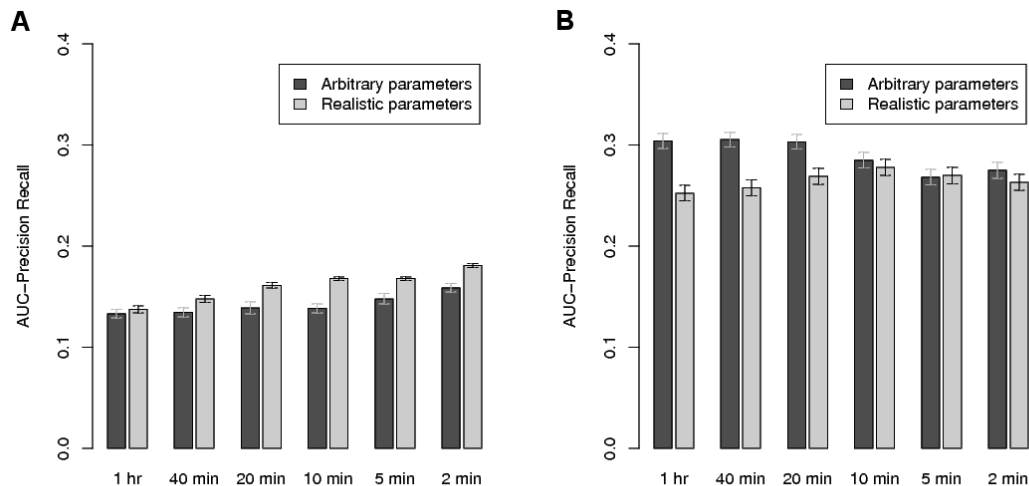 A
AUC−Precision Recall
0.0
0.1
0.2
0.3
0.4
Arbitrary parameters
Realistic parameters
1 hr 40 min 20 min 10 min 5 min 2 min
B
AUC−Precision Recall
0.0
0.1
0.2
0.3
0.4
Arbitrary parameters
Realistic parameters
1 hr 40 min 20 min 10 min 5 min 2 min